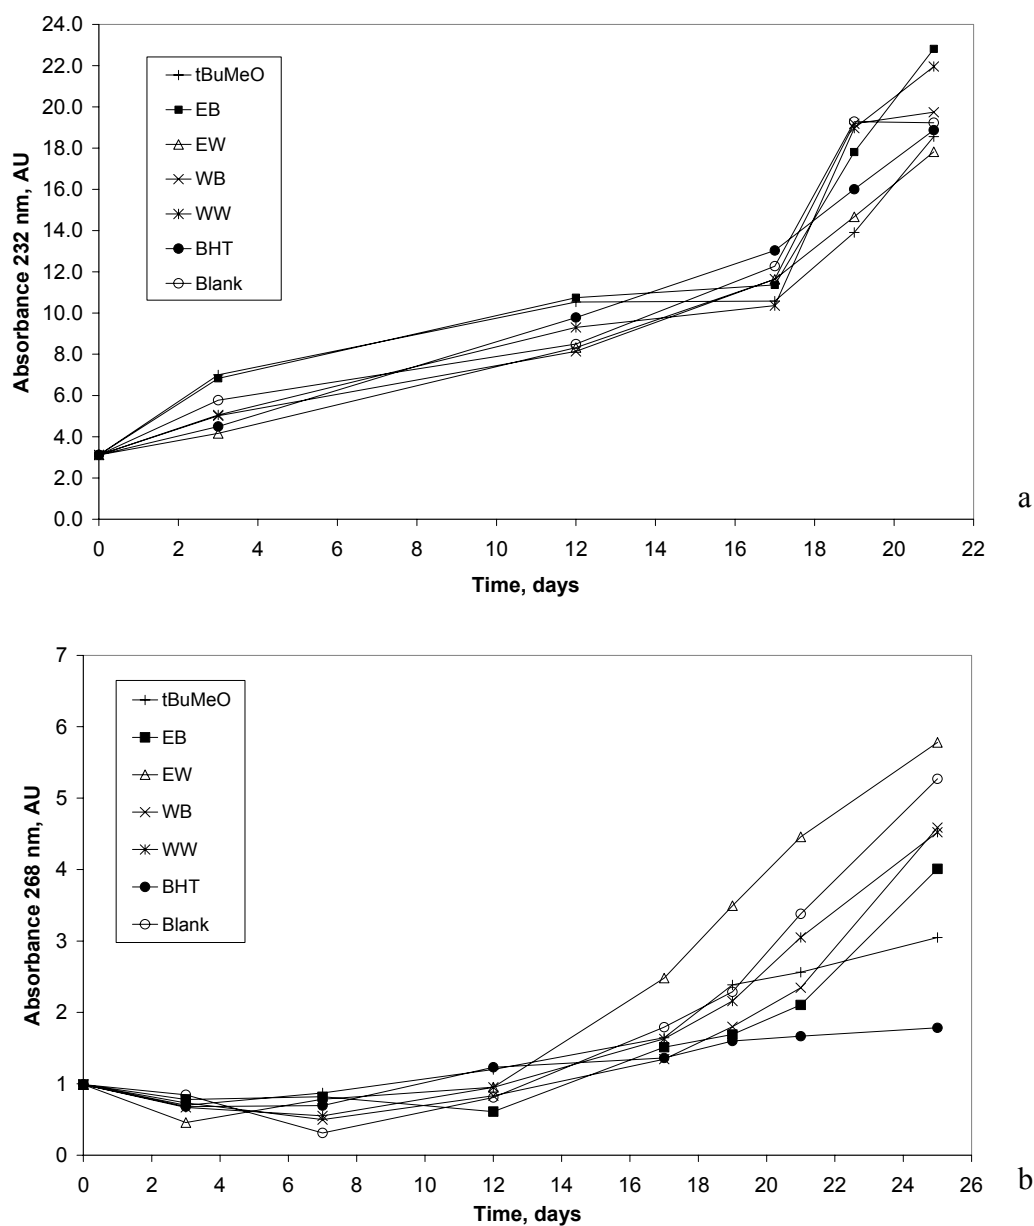 24.0
22.0
20.0
18.0
16.0
14.0
12.0
10.0
8.0
6.0
4.0
2.0
0.0
Absorbance 232 nm, AU
tBuMeO
EB
EW
WB
WW
BHT
Blank
0 2 4 6 8 10 12 14 16 18 20 22
Time, days
a
7
6
5
4
3
2
1
0
Absorbance 268 nm, AU
tBuMeO
EB
EW
WB
WW
BHT
Blank
0 2 4 6 8 10 12 14 16 18 20 22 24 26
Time, days
b